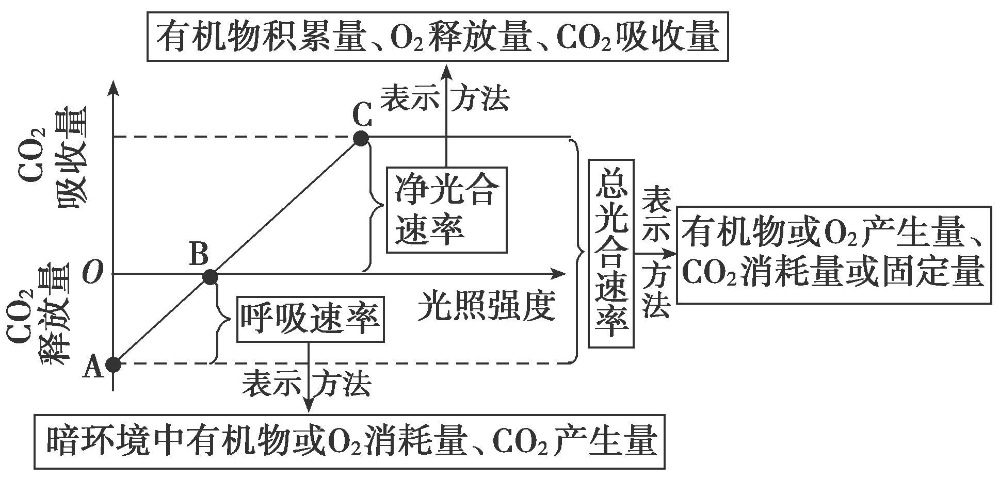 有机物积累量、O₂释放量、CO₂吸收量
表示方法
CO₂
吸收量
C
净光合
速率
总光合速率
表示方法
有机物或O₂产生量、
CO₂消耗量或固定量
B
O
光照强度
CO₂
释放量
呼吸速率
A
表示方法
暗环境中有机物或O₂消耗量、CO₂产生量